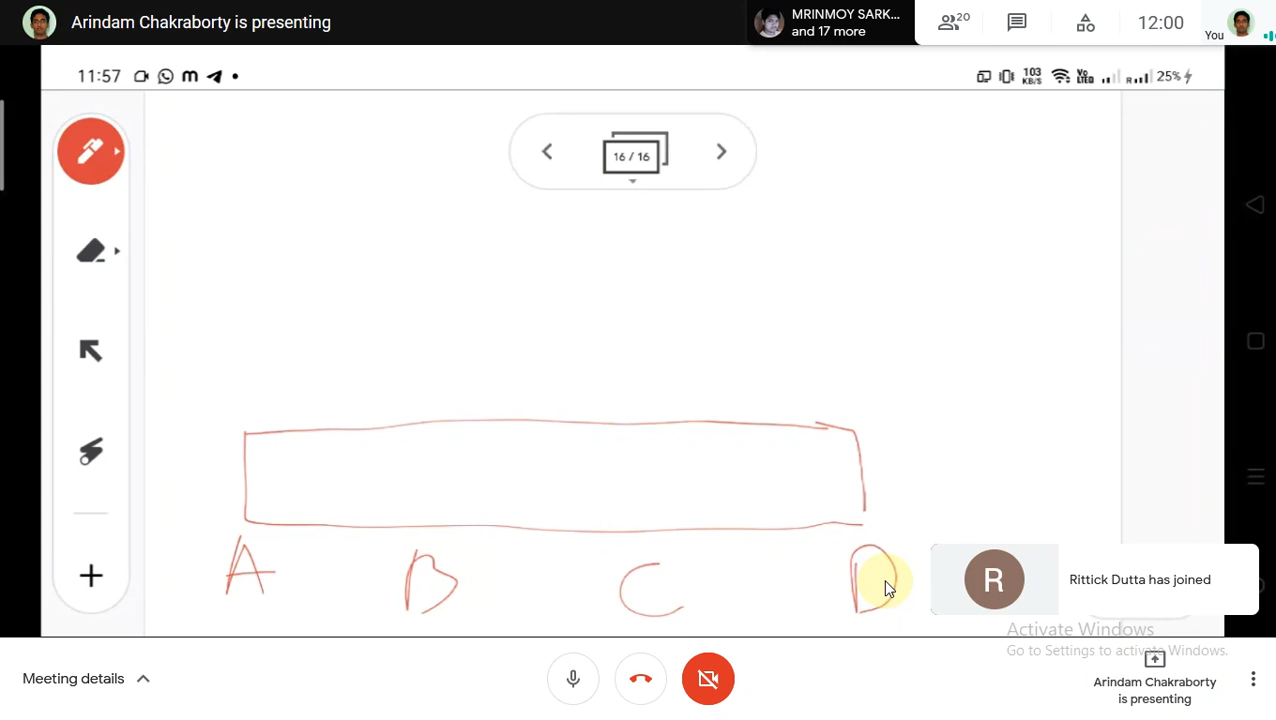 Arindam Chakraborty is presenting
MRINMOY SARK...
and 17 more
20
12:00
You
11:57
103
KB/S
Vo
LTED
R
25%
16 / 16
A B C D
R
Rittick Dutta has joined
Activate Windows
Go to Settings to activate Windows.
Meeting details
Arindam Chakraborty
is presenting